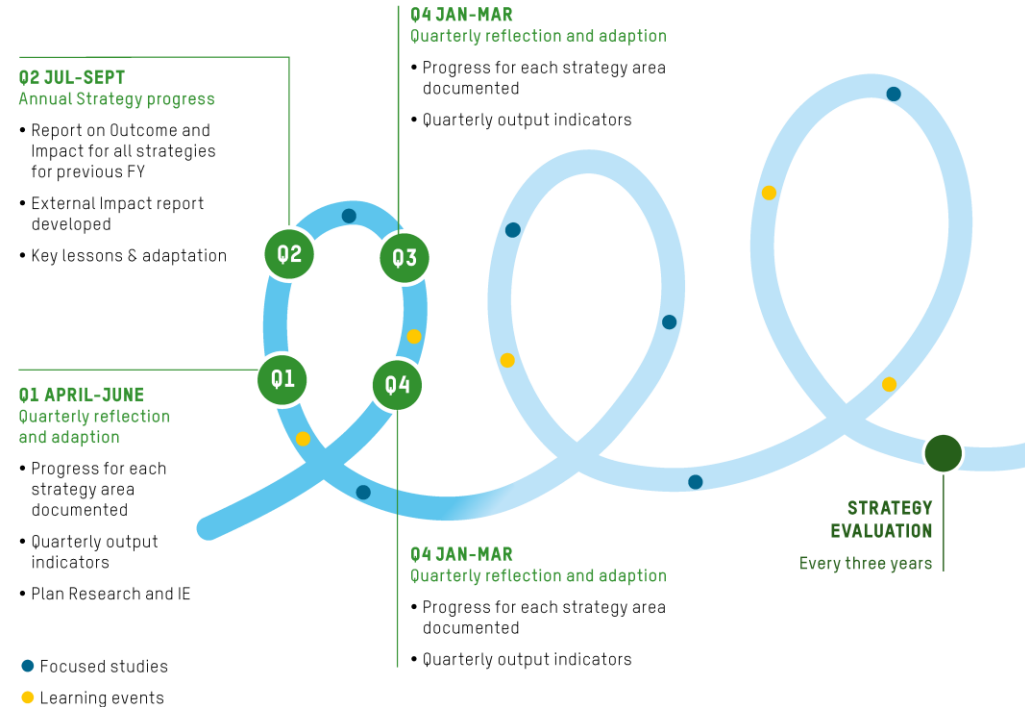 Q4 JAN-MAR
Quarterly reflection and adaption
• Progress for each strategy area
documented
• Quarterly output indicators
Q2 JUL-SEPT
Annual Strategy progress
• Report on Outcome and
Impact for all strategies
for previous FY
• External Impact report
developed
• Key lessons & adaptation
Q2
Q3
Q1
Q4
Q1 APRIL-JUNE
Quarterly reflection
and adaption
• Progress for each
strategy area
documented
• Quarterly output
indicators
• Plan Research and IE
Q4 JAN-MAR
Quarterly reflection and adaption
• Progress for each strategy area
documented
• Quarterly output indicators
STRATEGY
EVALUATION
Every three years
Focused studies
Learning events